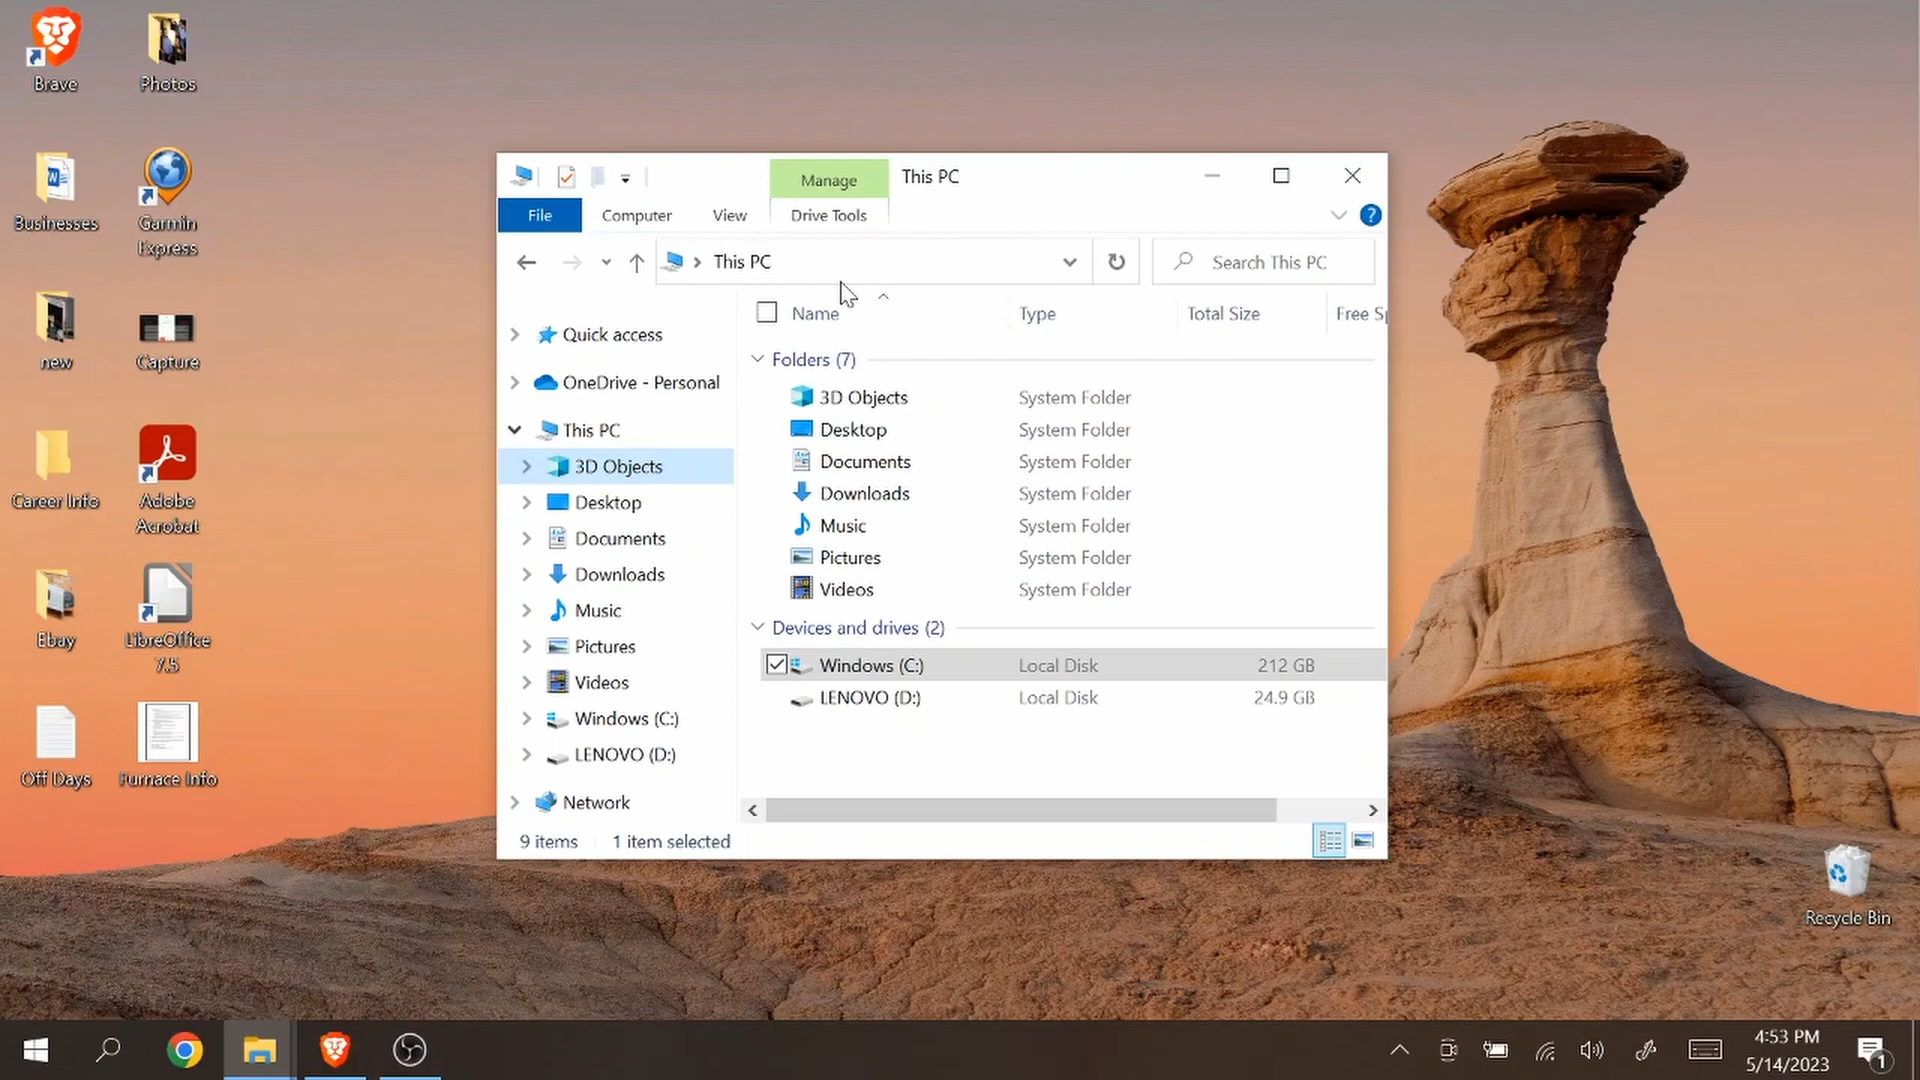 Brave
Photos
Businesses
Garmin
Express
new
Capture
Career Info
Adobe
Acrobat
Ebay
LibreOffice
7.5
Off Days
Furnace Info
Manage
This PC
File
Computer
View
Drive Tools
This PC
Search This PC
Quick access
OneDrive - Personal
This PC
3D Objects
Desktop
Documents
Downloads
Music
Pictures
Videos
Windows (C:)
LENOVO (D:)
Network
Name
Type
Total Size
Free Sp
Folders (7)
3D Objects
System Folder
Desktop
System Folder
Documents
System Folder
Downloads
System Folder
Music
System Folder
Pictures
System Folder
Videos
System Folder
Devices and drives (2)
Windows (C:)
Local Disk
212 GB
LENOVO (D:)
Local Disk
24.9 GB
9 items
1 item selected
Recycle Bin
4:53 PM
5/14/2023
1